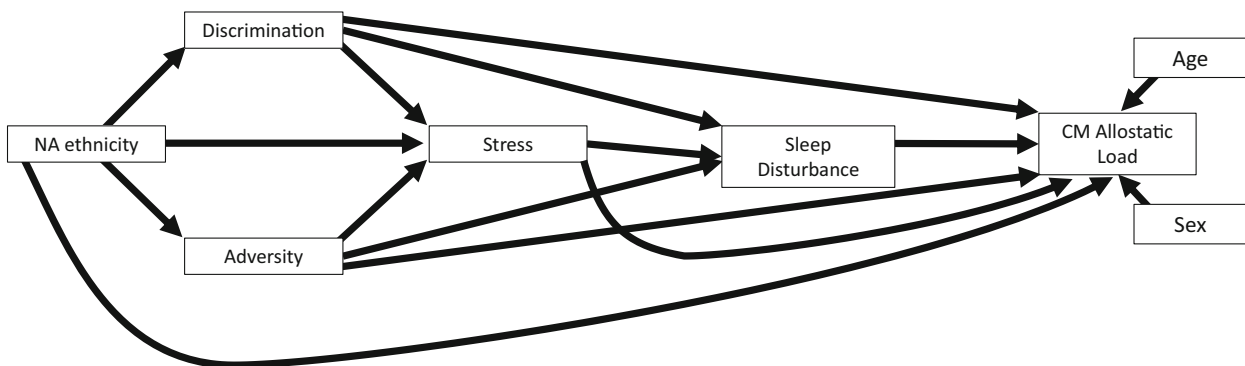 Discrimination
Age
NA ethnicity
Stress
Sleep
Disturbance
CM Allostatic
Load
Adversity
Sex